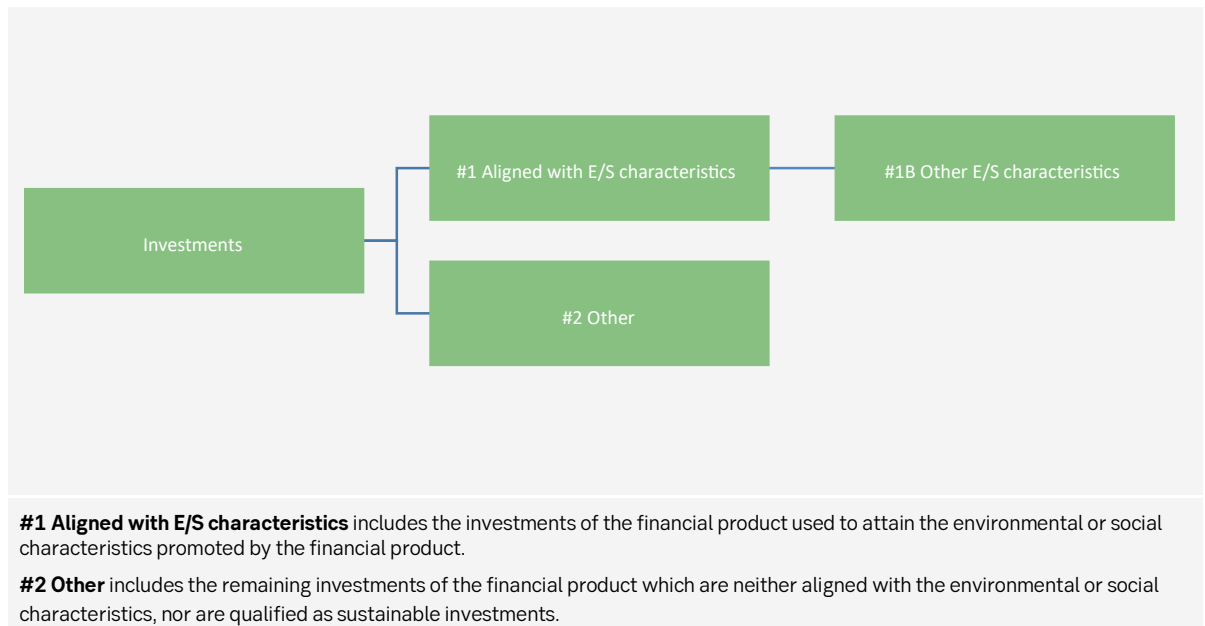 #1 Aligned with E/S characteristics
#1B Other E/S characteristics
Investments
#2 Other
#1 Aligned with E/S characteristics includes the investments of the financial product used to attain the environmental or social
characteristics promoted by the financial product.
#2 Other includes the remaining investments of the financial product which are neither aligned with the environmental or social
characteristics, nor are qualified as sustainable investments.